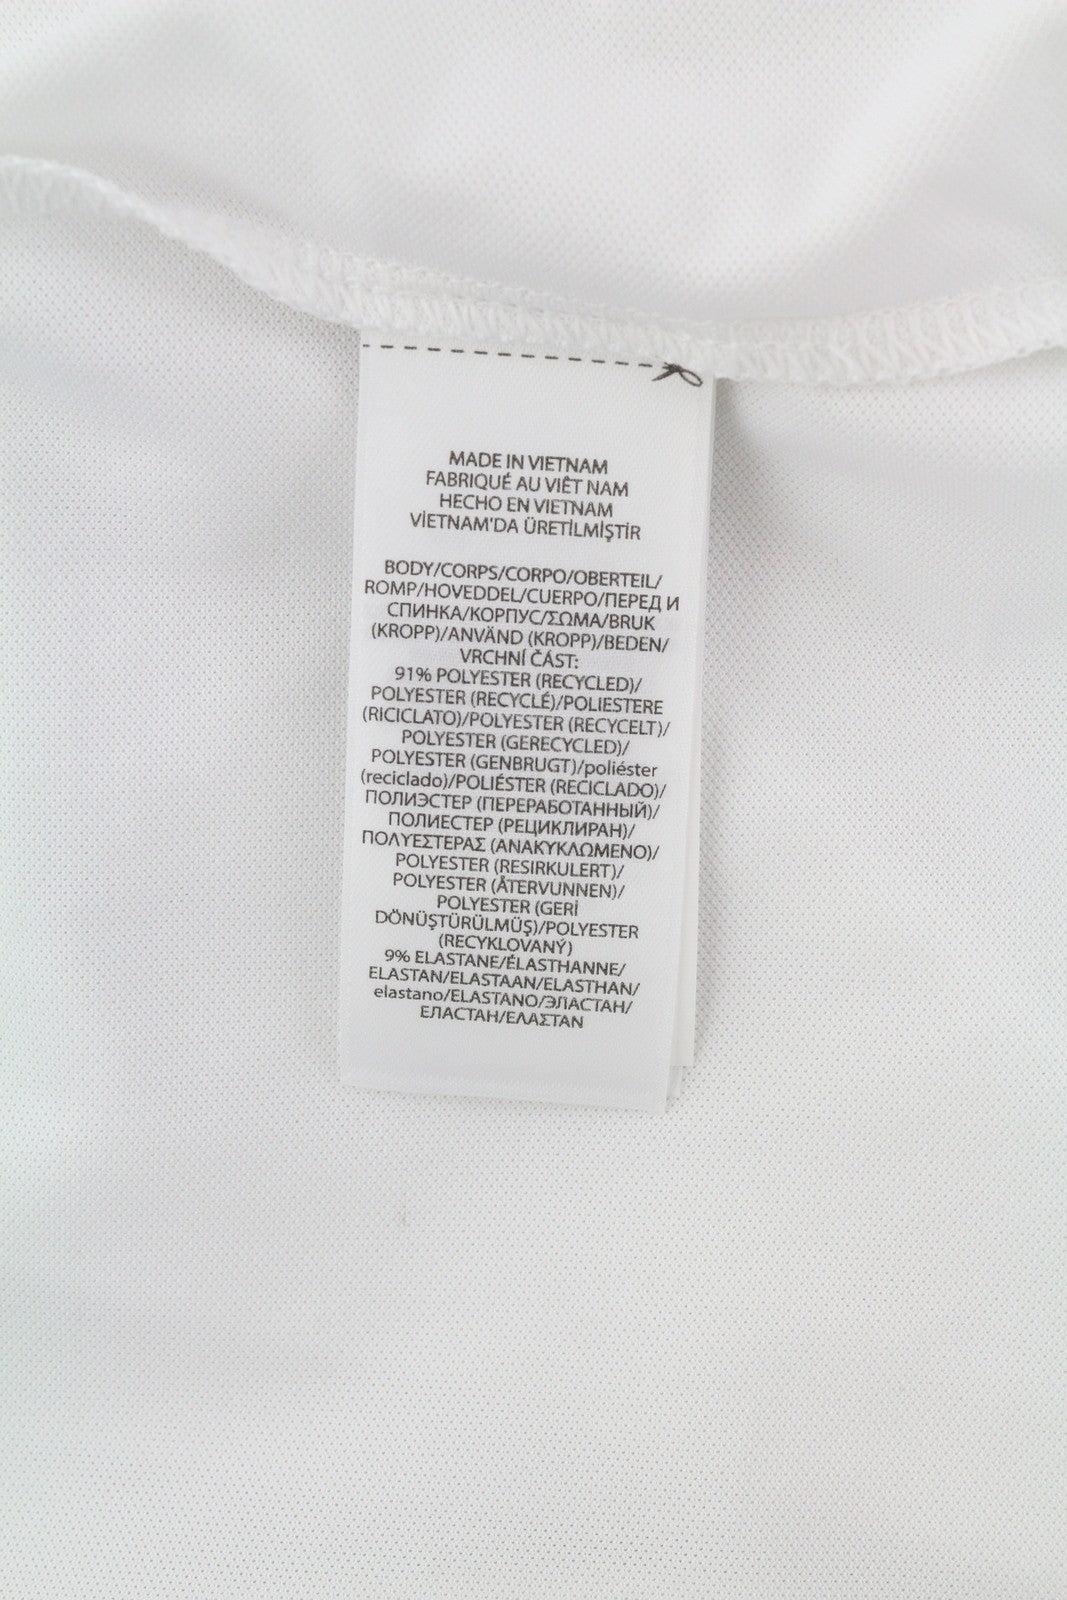 MADE IN VIETNAM
FABRIQUÉ AU VIÊT NAM
HECHO EN VIETNAM
VİETNAM'DA ÜRETİLMİŞTİR
BODY/CORPS/CORPO/OBERTEIL/
ROMP/HOVEDDEL/CUERPO/ПЕРЕД И
СПИНКА/КОРПУС/ΣΩΜΑ/BRUK
(KROPP)/ANVÄND (KROPP)/BEDEN/
VRCHNÍ ČÁST:
91% POLYESTER (RECYCLED)/
POLYESTER (RECYCLÉ)/POLIESTERE
(RICICLATO)/POLYESTER (RECYCELT)/
POLYESTER (GERECYCLED)/
POLYESTER (GENBRUGT)/poliéster
(reciclado)/POLIÉSTER (RECICLADO)/
ПОЛИЭСТЕР (ПЕРЕРАБОТАННЫЙ)/
ПОЛИЕСТЕР (РЕЦИКЛИРАН)/
ΠΟΛΥΕΣΤΕΡΑΣ (ΑΝΑΚΥΚΛΩΜΕΝΟ)/
POLYESTER (RESIRKULERT)/
POLYESTER (ÅTERVUNNEN)/
POLYESTER (GERİ
DÖNÜŞTÜRÜLMÜŞ)/POLYESTER
(RECYKLOVANÝ)
9% ELASTANE/ÉLASTHANNE/
ELASTAN/ELASTAAN/ELASTHAN/
elastano/ELASTANO/ЭЛАСТАН/
ЕЛАСТАН/ΕΛΑΣΤΑΝ